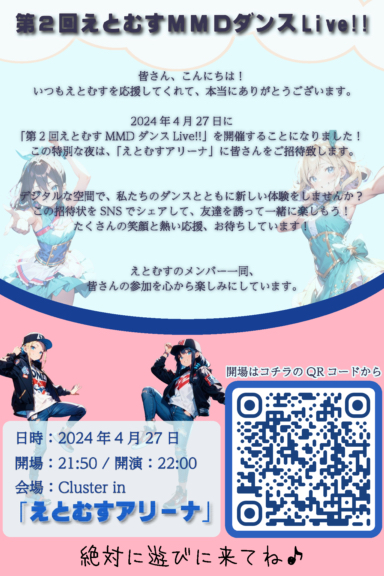 第2回えとむすMMDダンスLive!!
皆さん、こんにちは！
いつもえとむすを応援してくれて、本当にありがとうございます。
2024年4月27日に
「第2回えとむすMMDダンスLive!!」を開催することになりました！
この特別な夜は、「えとむすアリーナ」に皆さんをご招待致します。
デジタルな空間で、私たちのダンスとともに新しい体験をしませんか？
この招待状をSNSでシェアして、友達を誘って一緒に楽しもう！
たくさんの笑顔と熱い応援、お待ちしています！
えとむすのメンバー一同、
皆さんの参加を心から楽しみにしています。
開場はコチラのQRコードから
日時：2024年4月27日
開場：21:50 / 開演：22:00
会場：Cluster in
「えとむすアリーナ」
絶対に遊びに来てね♪